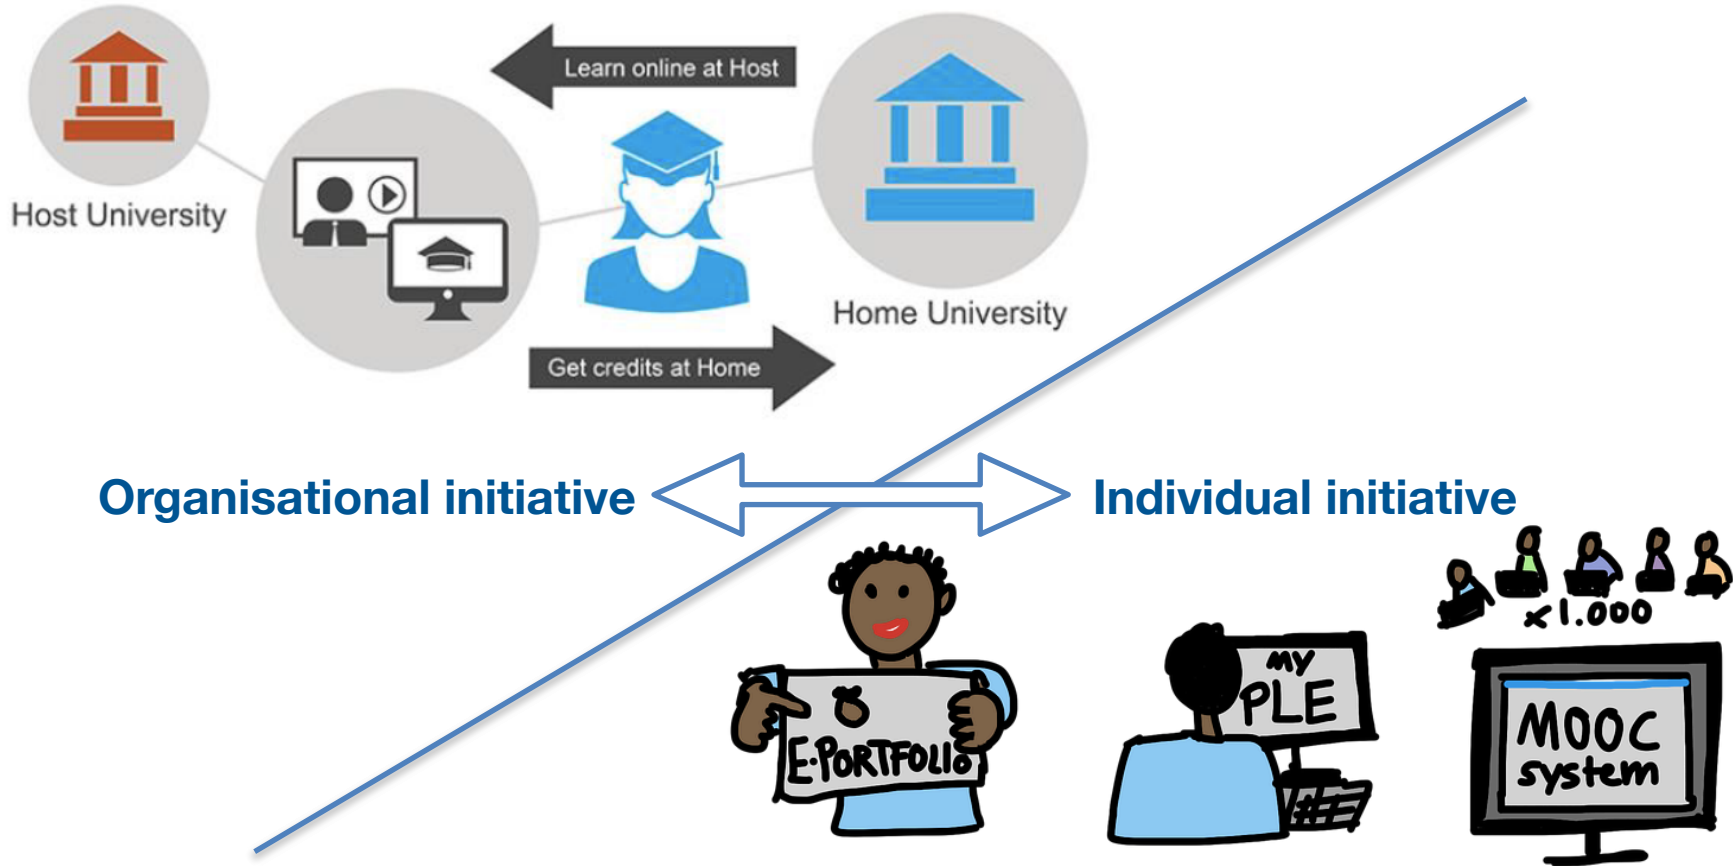 Learn online at Host
Host University
Home University
Get credits at Home
Organisational initiative
Individual initiative
x1.000
E-PORTFOLIO
MY
PLE
MOOC
system